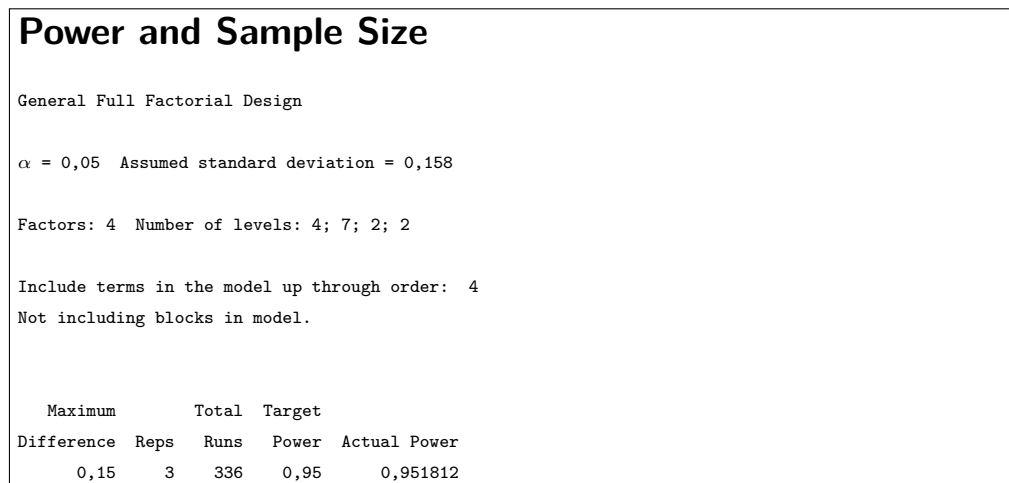 Power and Sample Size
General Full Factorial Design
α = 0,05  Assumed standard deviation = 0,158
Factors: 4  Number of levels: 4; 7; 2; 2
Include terms in the model up through order:  4
Not including blocks in model.
Maximum  Total  Target
Difference  Reps  Runs  Power  Actual Power
0,15  3  336  0,95  0,951812